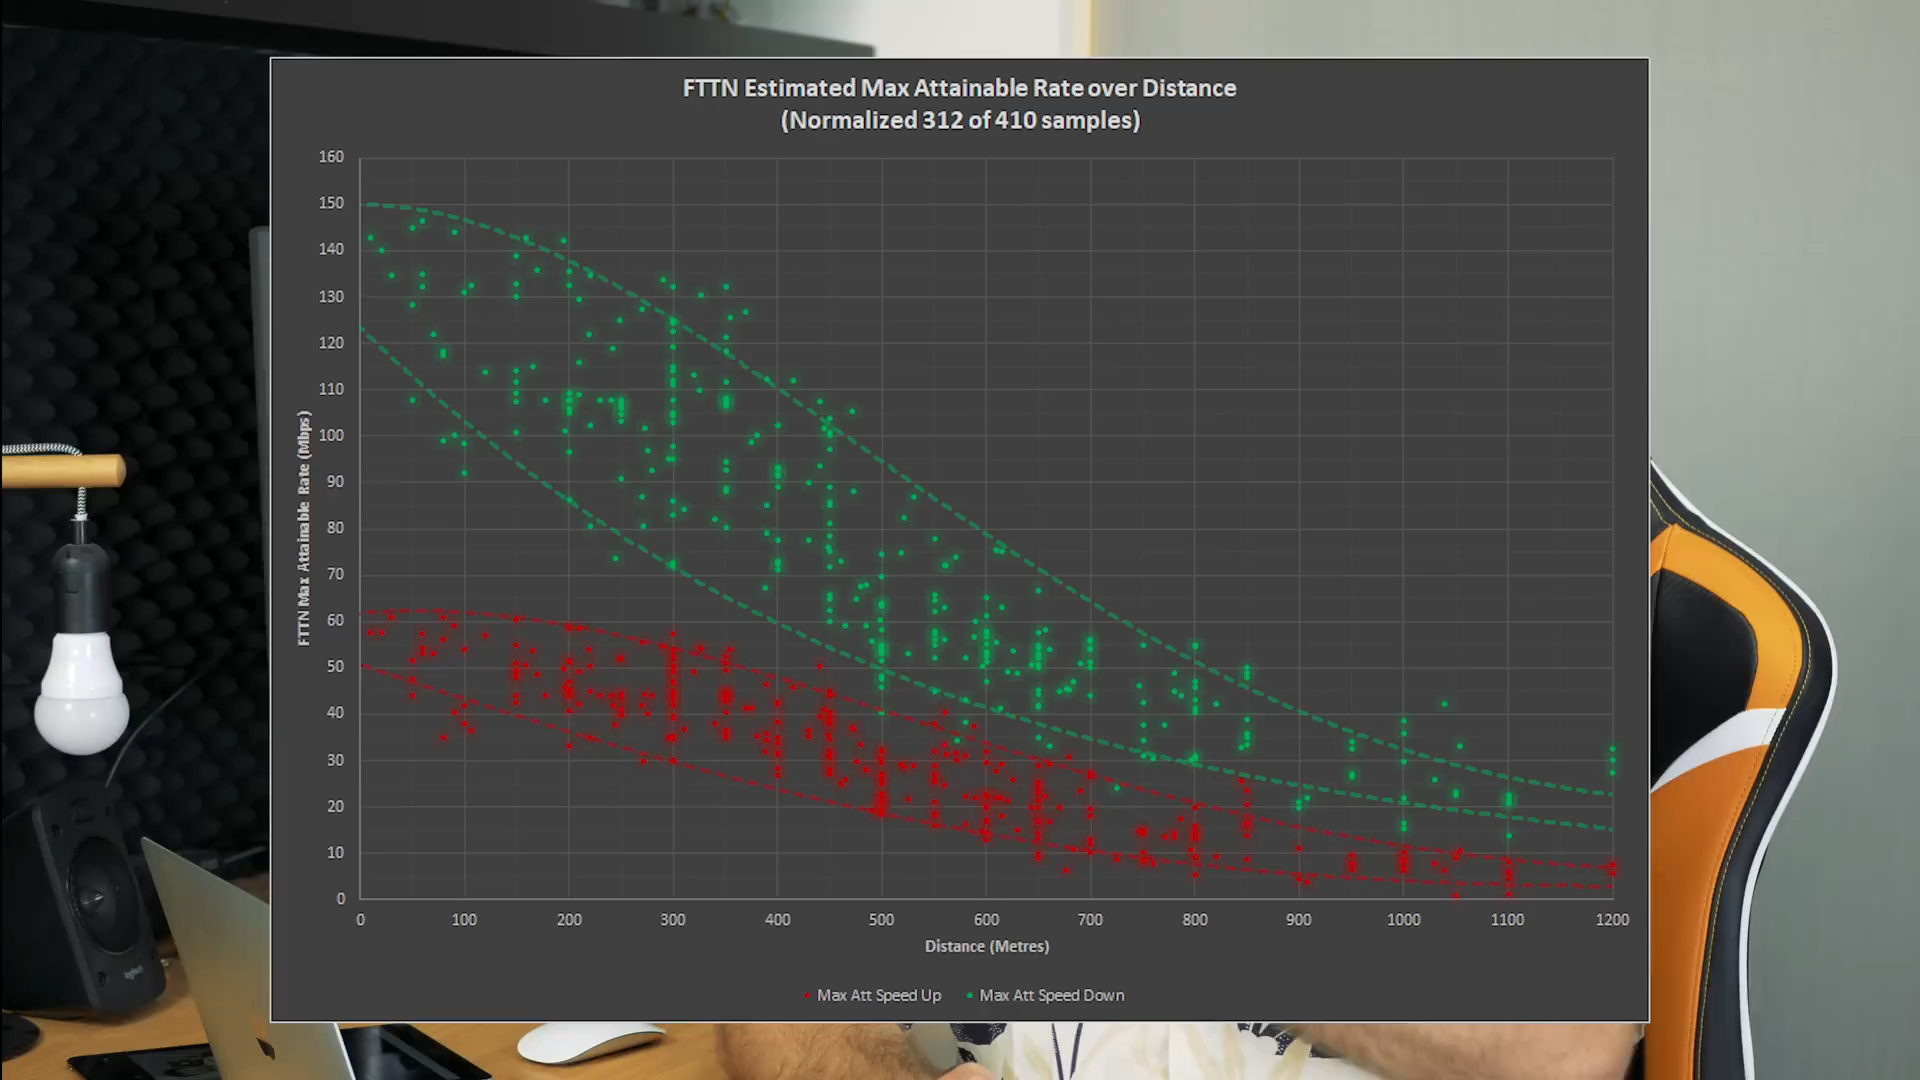 FTTN Estimated Max Attainable Rate over Distance
(Normalized 312 of 410 samples)
FTTN Max Attainable Rate (Mbps)
160
150
140
130
120
110
100
90
80
70
60
50
40
30
20
10
0
0 100 200 300 400 500 600 700 800 900 1000 1100 1200
Distance (Metres)
Max Att Speed Up Max Att Speed Down
logitech